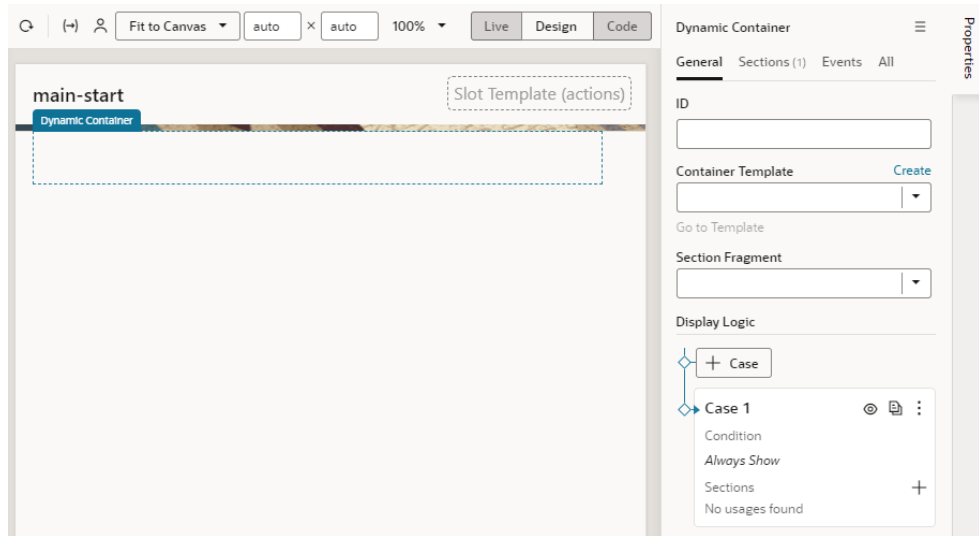 Fit to Canvas auto × auto 100% Live Design Code
main-start Slot Template (actions)
Dynamic Container
Dynamic Container
General Sections (1) Events All
ID
Container Template Create
Go to Template
Section Fragment
Display Logic
+ Case
Case 1
Condition
Always Show
Sections
No usages found
Properties